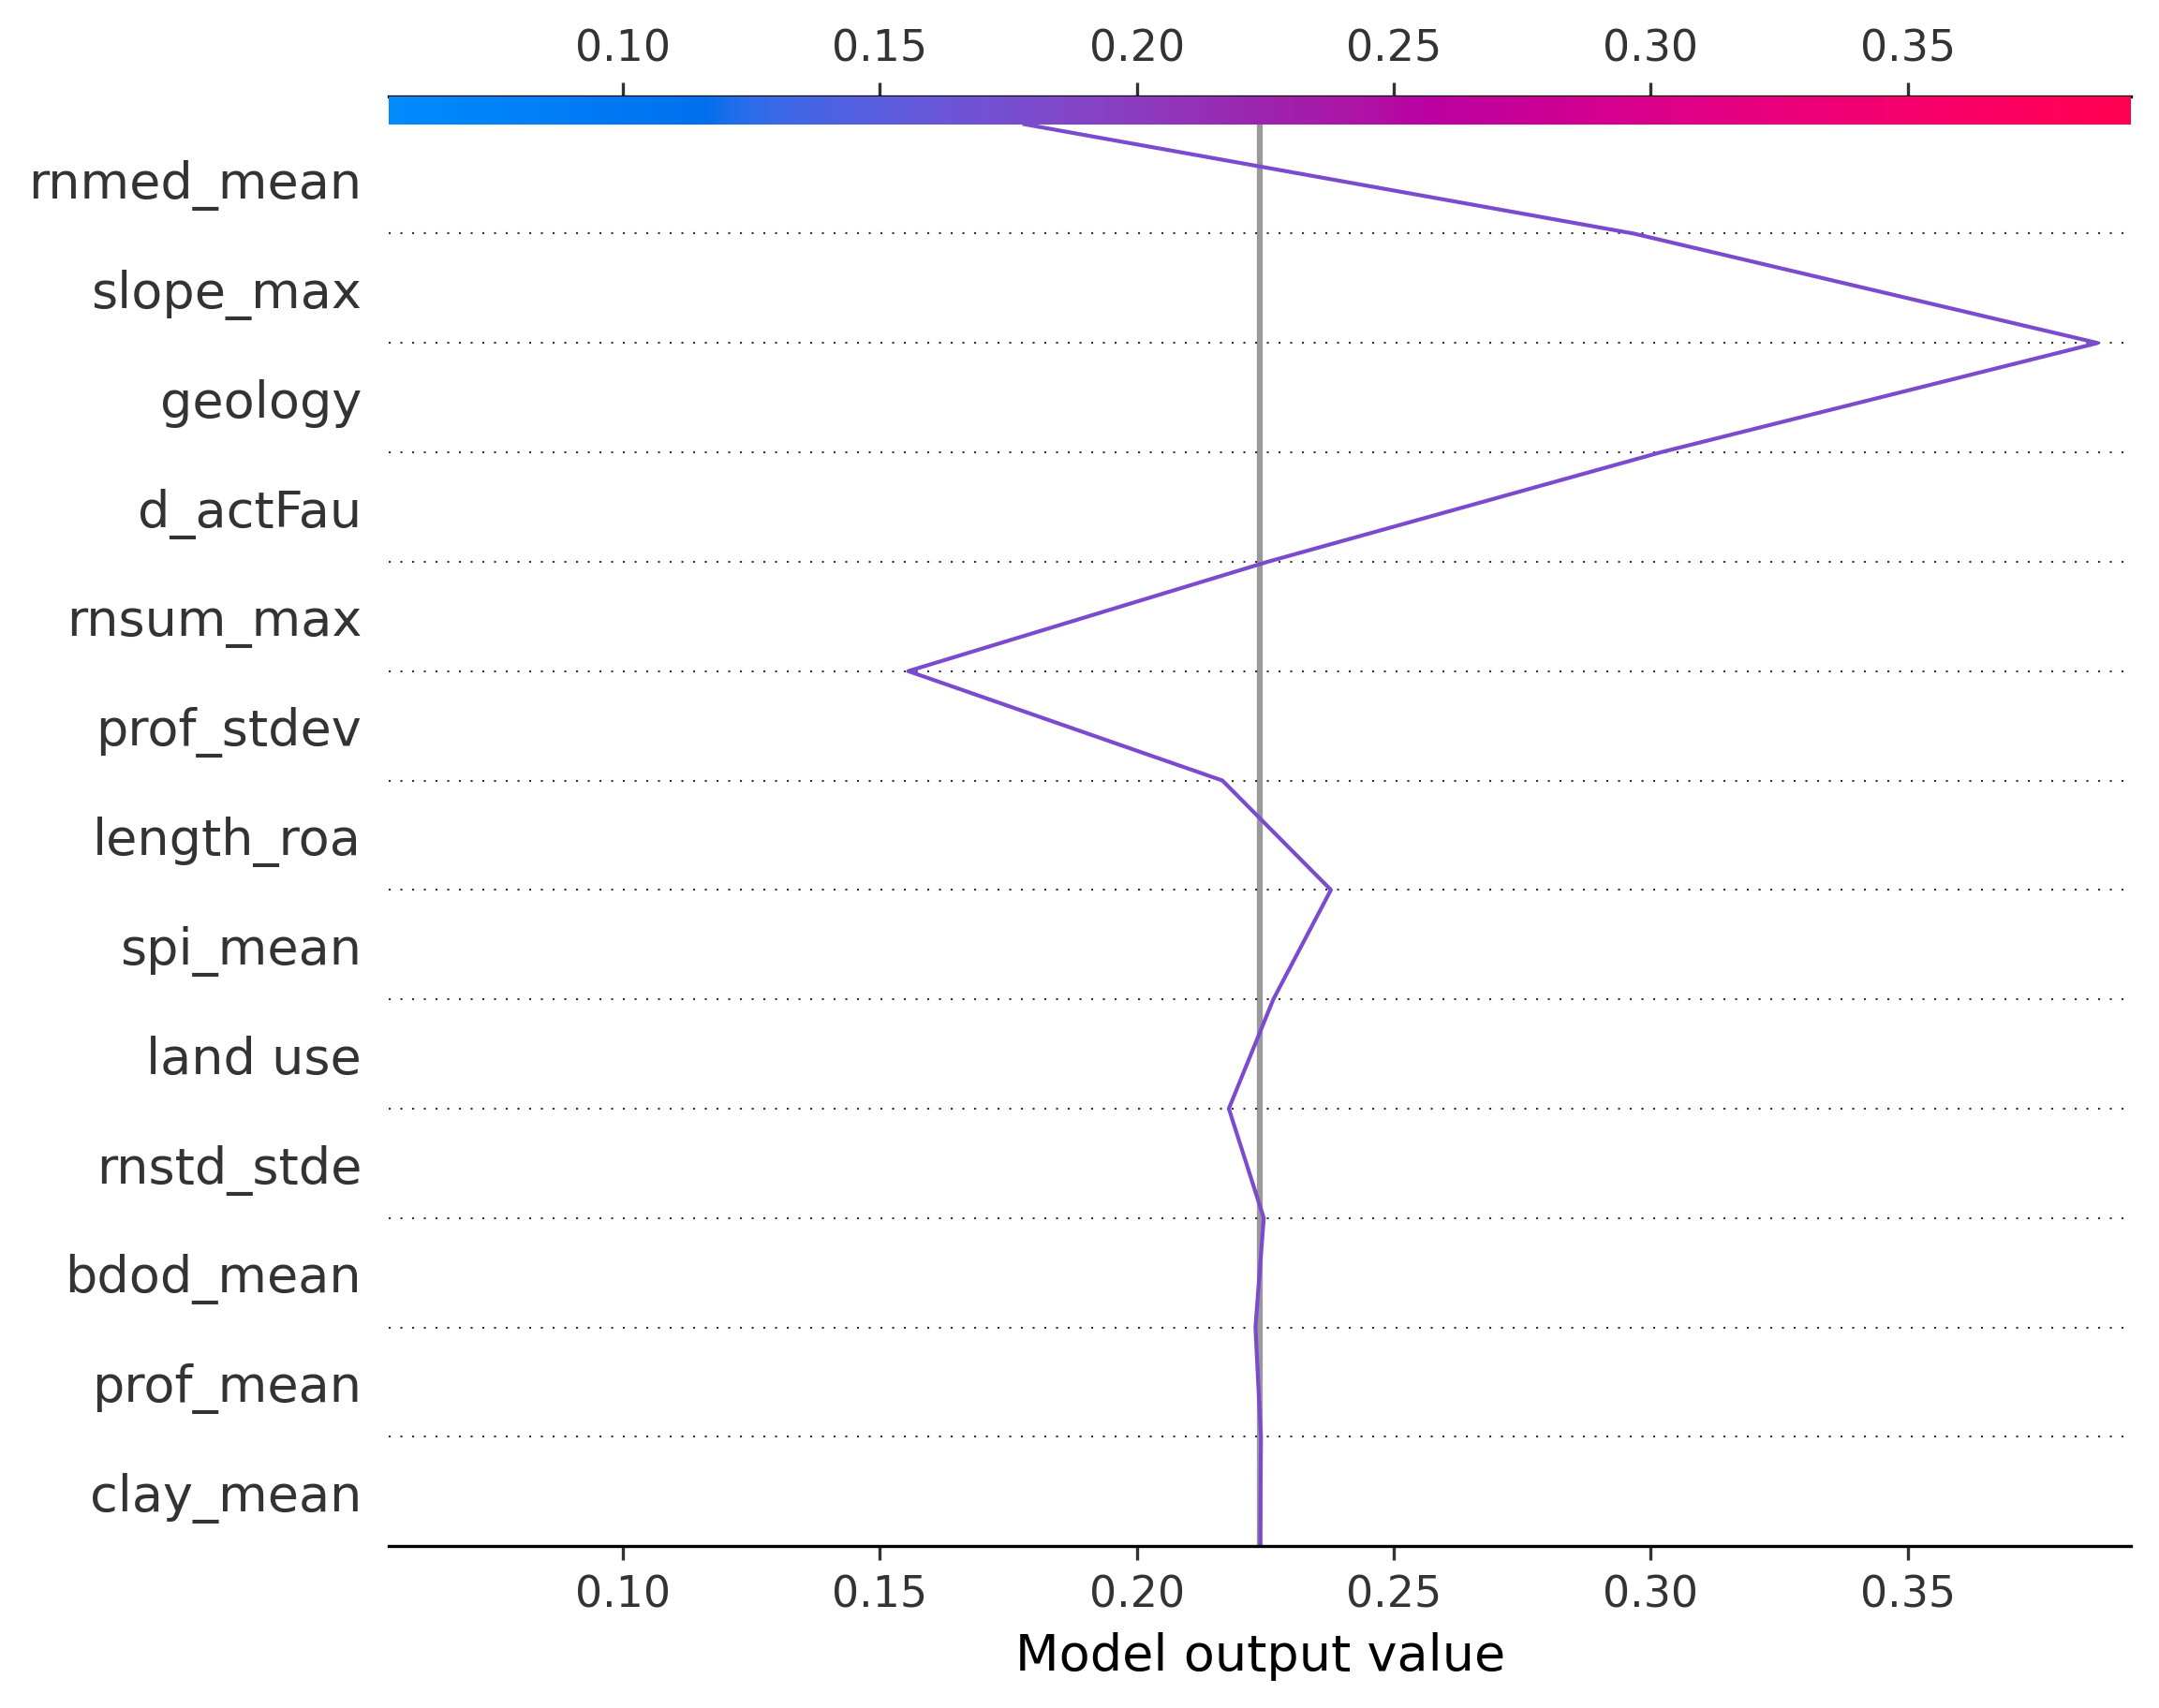 0.10 0.15 0.20 0.25 0.30 0.35
rnmed_mean
slope_max
geology
d_actFau
rnsum_max
prof_stdev
length_roa
spi_mean
land use
rnstd_stde
bdod_mean
prof_mean
clay_mean
0.10 0.15 0.20 0.25 0.30 0.35
Model output value